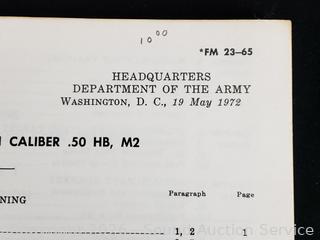 10 00
*FM 23-65
HEADQUARTERS
DEPARTMENT OF THE ARMY
WASHINGTON, D. C., 19 May 1972
CALIBER .50 HB, M2
Paragraph Page
NING
1, 2 1
Auction Service